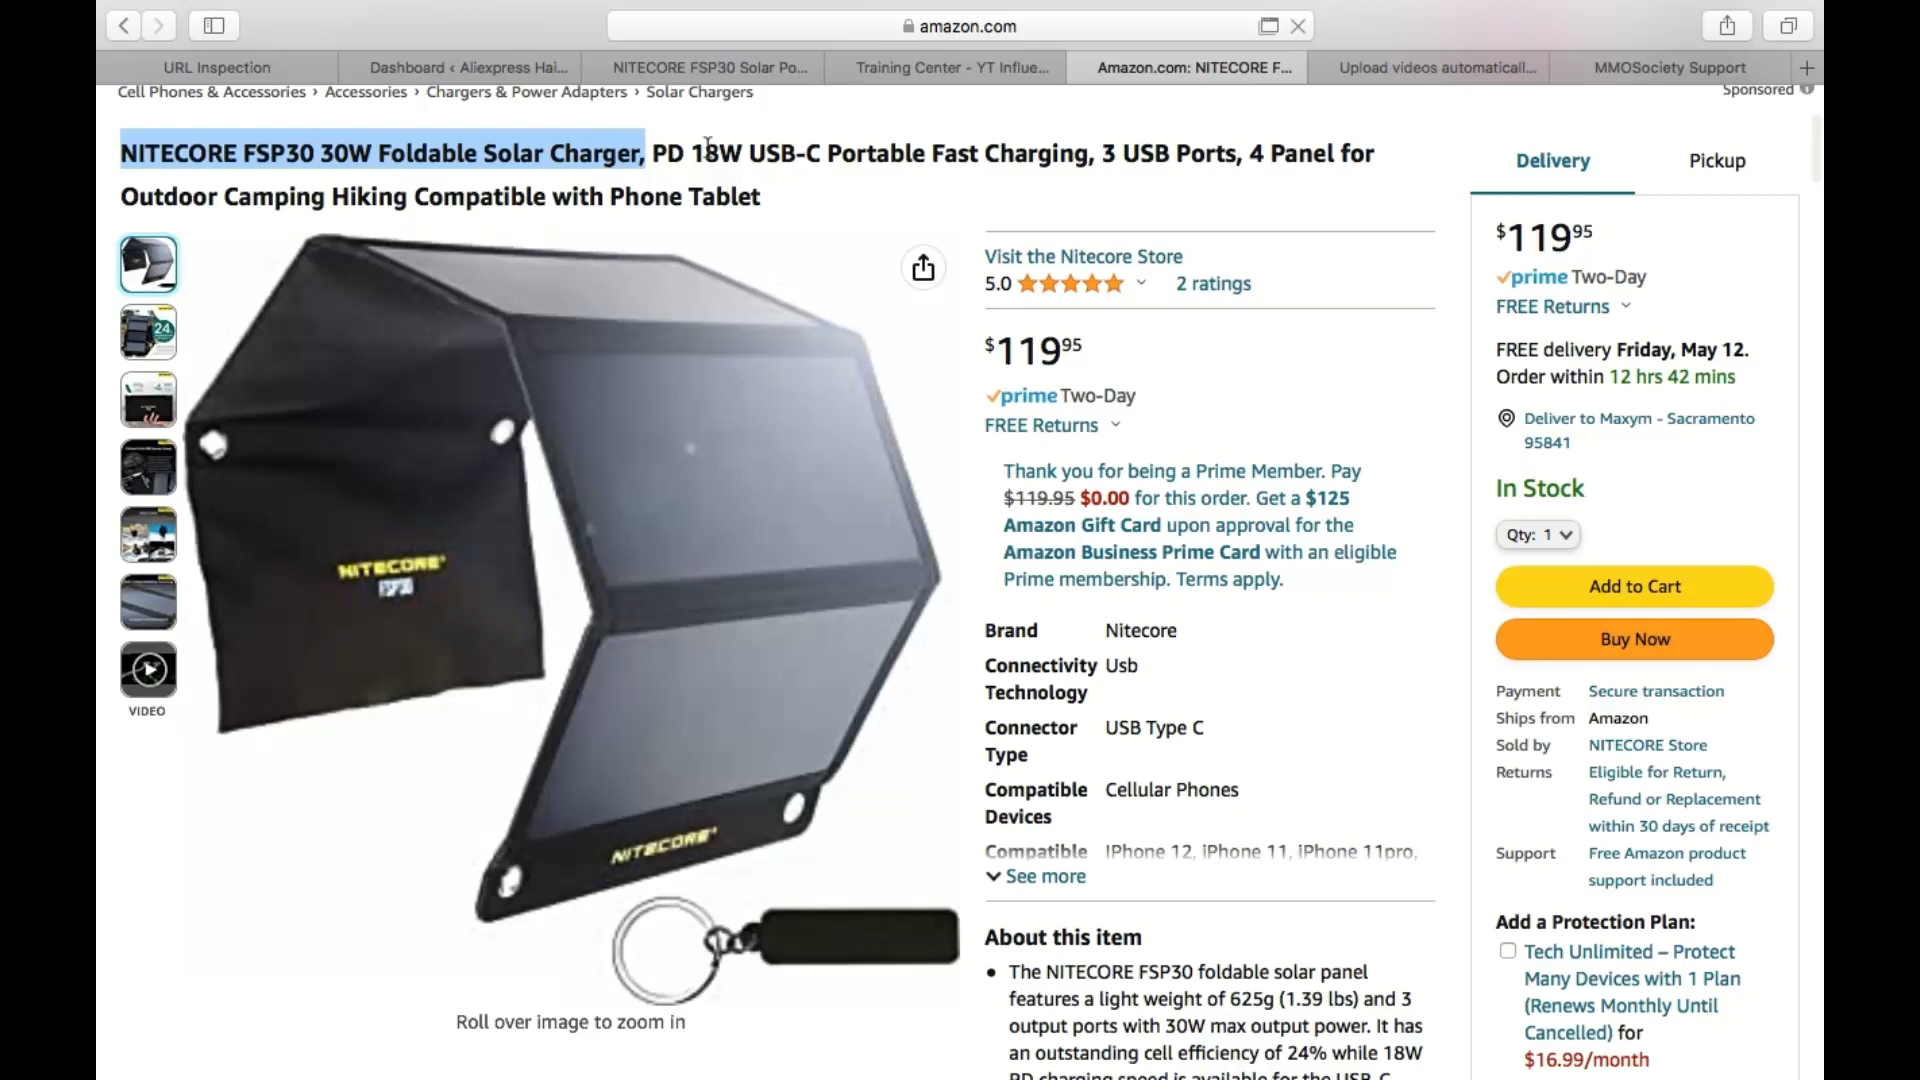 amazon.com
URL Inspection
Dashboard ‹ Aliexpress Hai...
NITECORE FSP30 Solar Po...
Training Center - YT Influe...
Amazon.com: NITECORE F...
Upload videos automaticall...
MMOSociety Support
Cell Phones & Accessories › Accessories › Chargers & Power Adapters › Solar Chargers
Sponsored
NITECORE FSP30 30W Foldable Solar Charger, PD 18W USB-C Portable Fast Charging, 3 USB Ports, 4 Panel for
Outdoor Camping Hiking Compatible with Phone Tablet
24
NITECORE
NITECORE
VIDEO
Roll over image to zoom in
Visit the Nitecore Store
5.0
2 ratings
$119.95
prime Two-Day
FREE Returns
Thank you for being a Prime Member. Pay
$119.95 $0.00 for this order. Get a $125
Amazon Gift Card upon approval for the
Amazon Business Prime Card with an eligible
Prime membership. Terms apply.
Brand Nitecore
Connectivity Usb
Technology
Connector USB Type C
Type
Compatible Cellular Phones
Devices
Compatible IPhone 12, iPhone 11, iPhone 11pro,
See more
About this item
• The NITECORE FSP30 foldable solar panel
features a light weight of 625g (1.39 lbs) and 3
output ports with 30W max output power. It has
an outstanding cell efficiency of 24% while 18W
PD charging speed is available for the USB-C
Delivery
Pickup
$119.95
prime Two-Day
FREE Returns
FREE delivery Friday, May 12.
Order within 12 hrs 42 mins
Deliver to Maxym - Sacramento
95841
In Stock
Qty: 1
Add to Cart
Buy Now
Payment Secure transaction
Ships from Amazon
Sold by NITECORE Store
Returns Eligible for Return,
Refund or Replacement
within 30 days of receipt
Support Free Amazon product
support included
Add a Protection Plan:
Tech Unlimited – Protect
Many Devices with 1 Plan
(Renews Monthly Until
Cancelled) for
$16.99/month